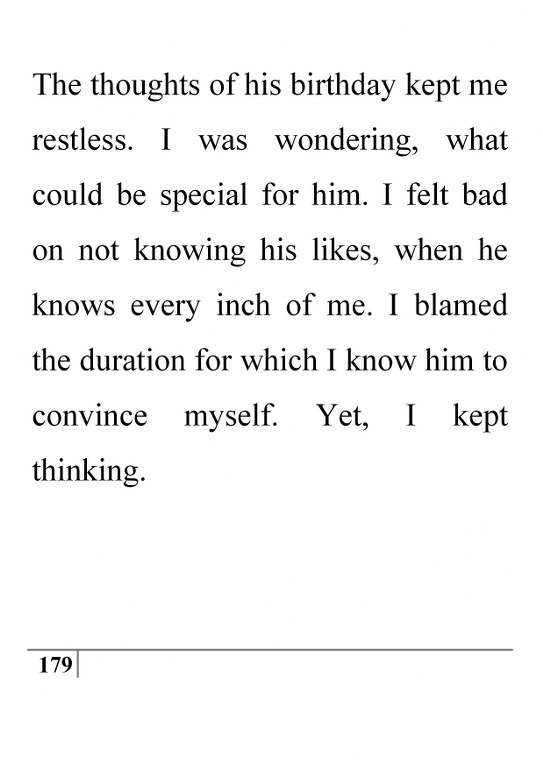 The thoughts of his birthday kept me
restless. I was wondering, what
could be special for him. I felt bad
on not knowing his likes, when he
knows every inch of me. I blamed
the duration for which I know him to
convince myself. Yet, I kept
thinking.
179